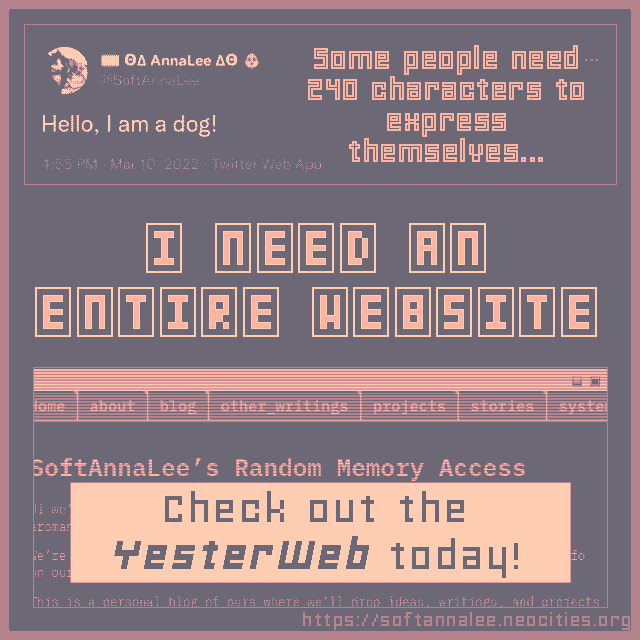 ΘΔ AnnaLee ΔΘ
@SoftAnnaLee
Hello, I am a dog!
4:55 PM · Mar 10, 2022 · Twitter Web App
Some people need ...
240 characters to
express
themselves...
I NEED AN
ENTIRE WEBSITE
Home about blog other_writings projects stories
SoftAnnaLee's Random Memory Access
Check out the
YesterWeb today!
This is a personal blog of ours where we'll drop ideas, writings, and projects
https://softannalee.neocities.org